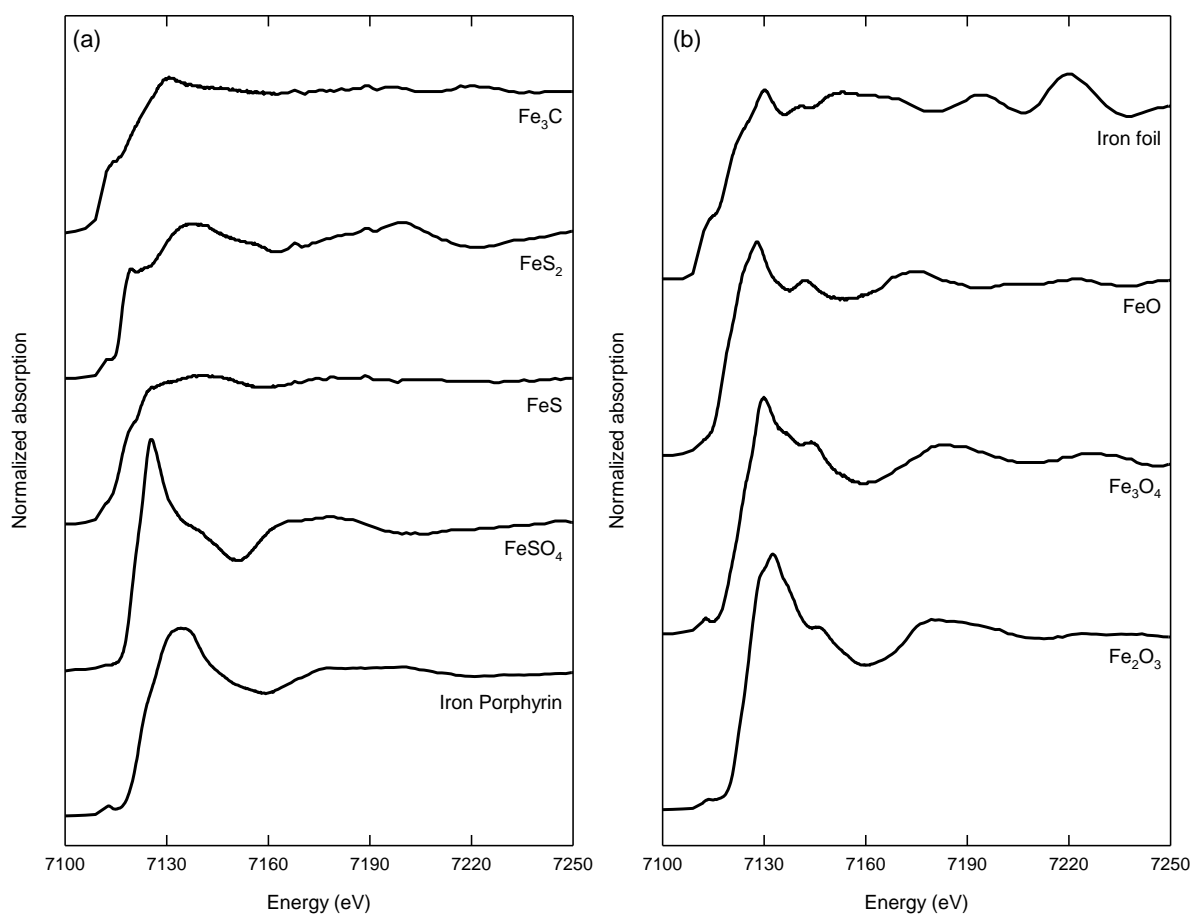 (a)
Fe₃C
FeS₂
FeS
FeSO₄
Iron Porphyrin
Normalized absorption
7100 7130 7160 7190 7220 7250
Energy (eV)
(b)
Iron foil
FeO
Fe₃O₄
Fe₂O₃
Normalized absorption
7100 7130 7160 7190 7220 7250
Energy (eV)